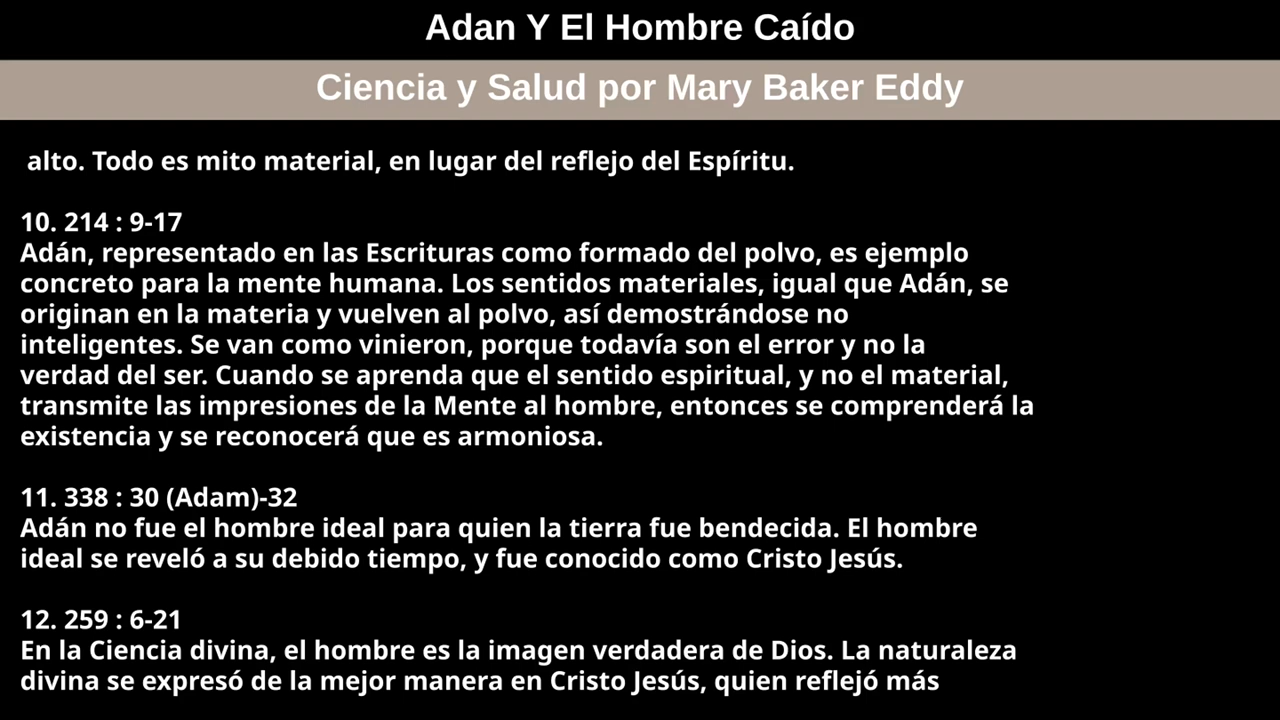 Adan Y El Hombre Caído
Ciencia y Salud por Mary Baker Eddy
alto. Todo es mito material, en lugar del reflejo del Espíritu.
10. 214 : 9-17
Adán, representado en las Escrituras como formado del polvo, es ejemplo
concreto para la mente humana. Los sentidos materiales, igual que Adán, se
originan en la materia y vuelven al polvo, así demostrándose no
inteligentes. Se van como vinieron, porque todavía son el error y no la
verdad del ser. Cuando se aprenda que el sentido espiritual, y no el material,
transmite las impresiones de la Mente al hombre, entonces se comprenderá la
existencia y se reconocerá que es armoniosa.
11. 338 : 30 (Adam)-32
Adán no fue el hombre ideal para quien la tierra fue bendecida. El hombre
ideal se reveló a su debido tiempo, y fue conocido como Cristo Jesús.
12. 259 : 6-21
En la Ciencia divina, el hombre es la imagen verdadera de Dios. La naturaleza
divina se expresó de la mejor manera en Cristo Jesús, quien reflejó más